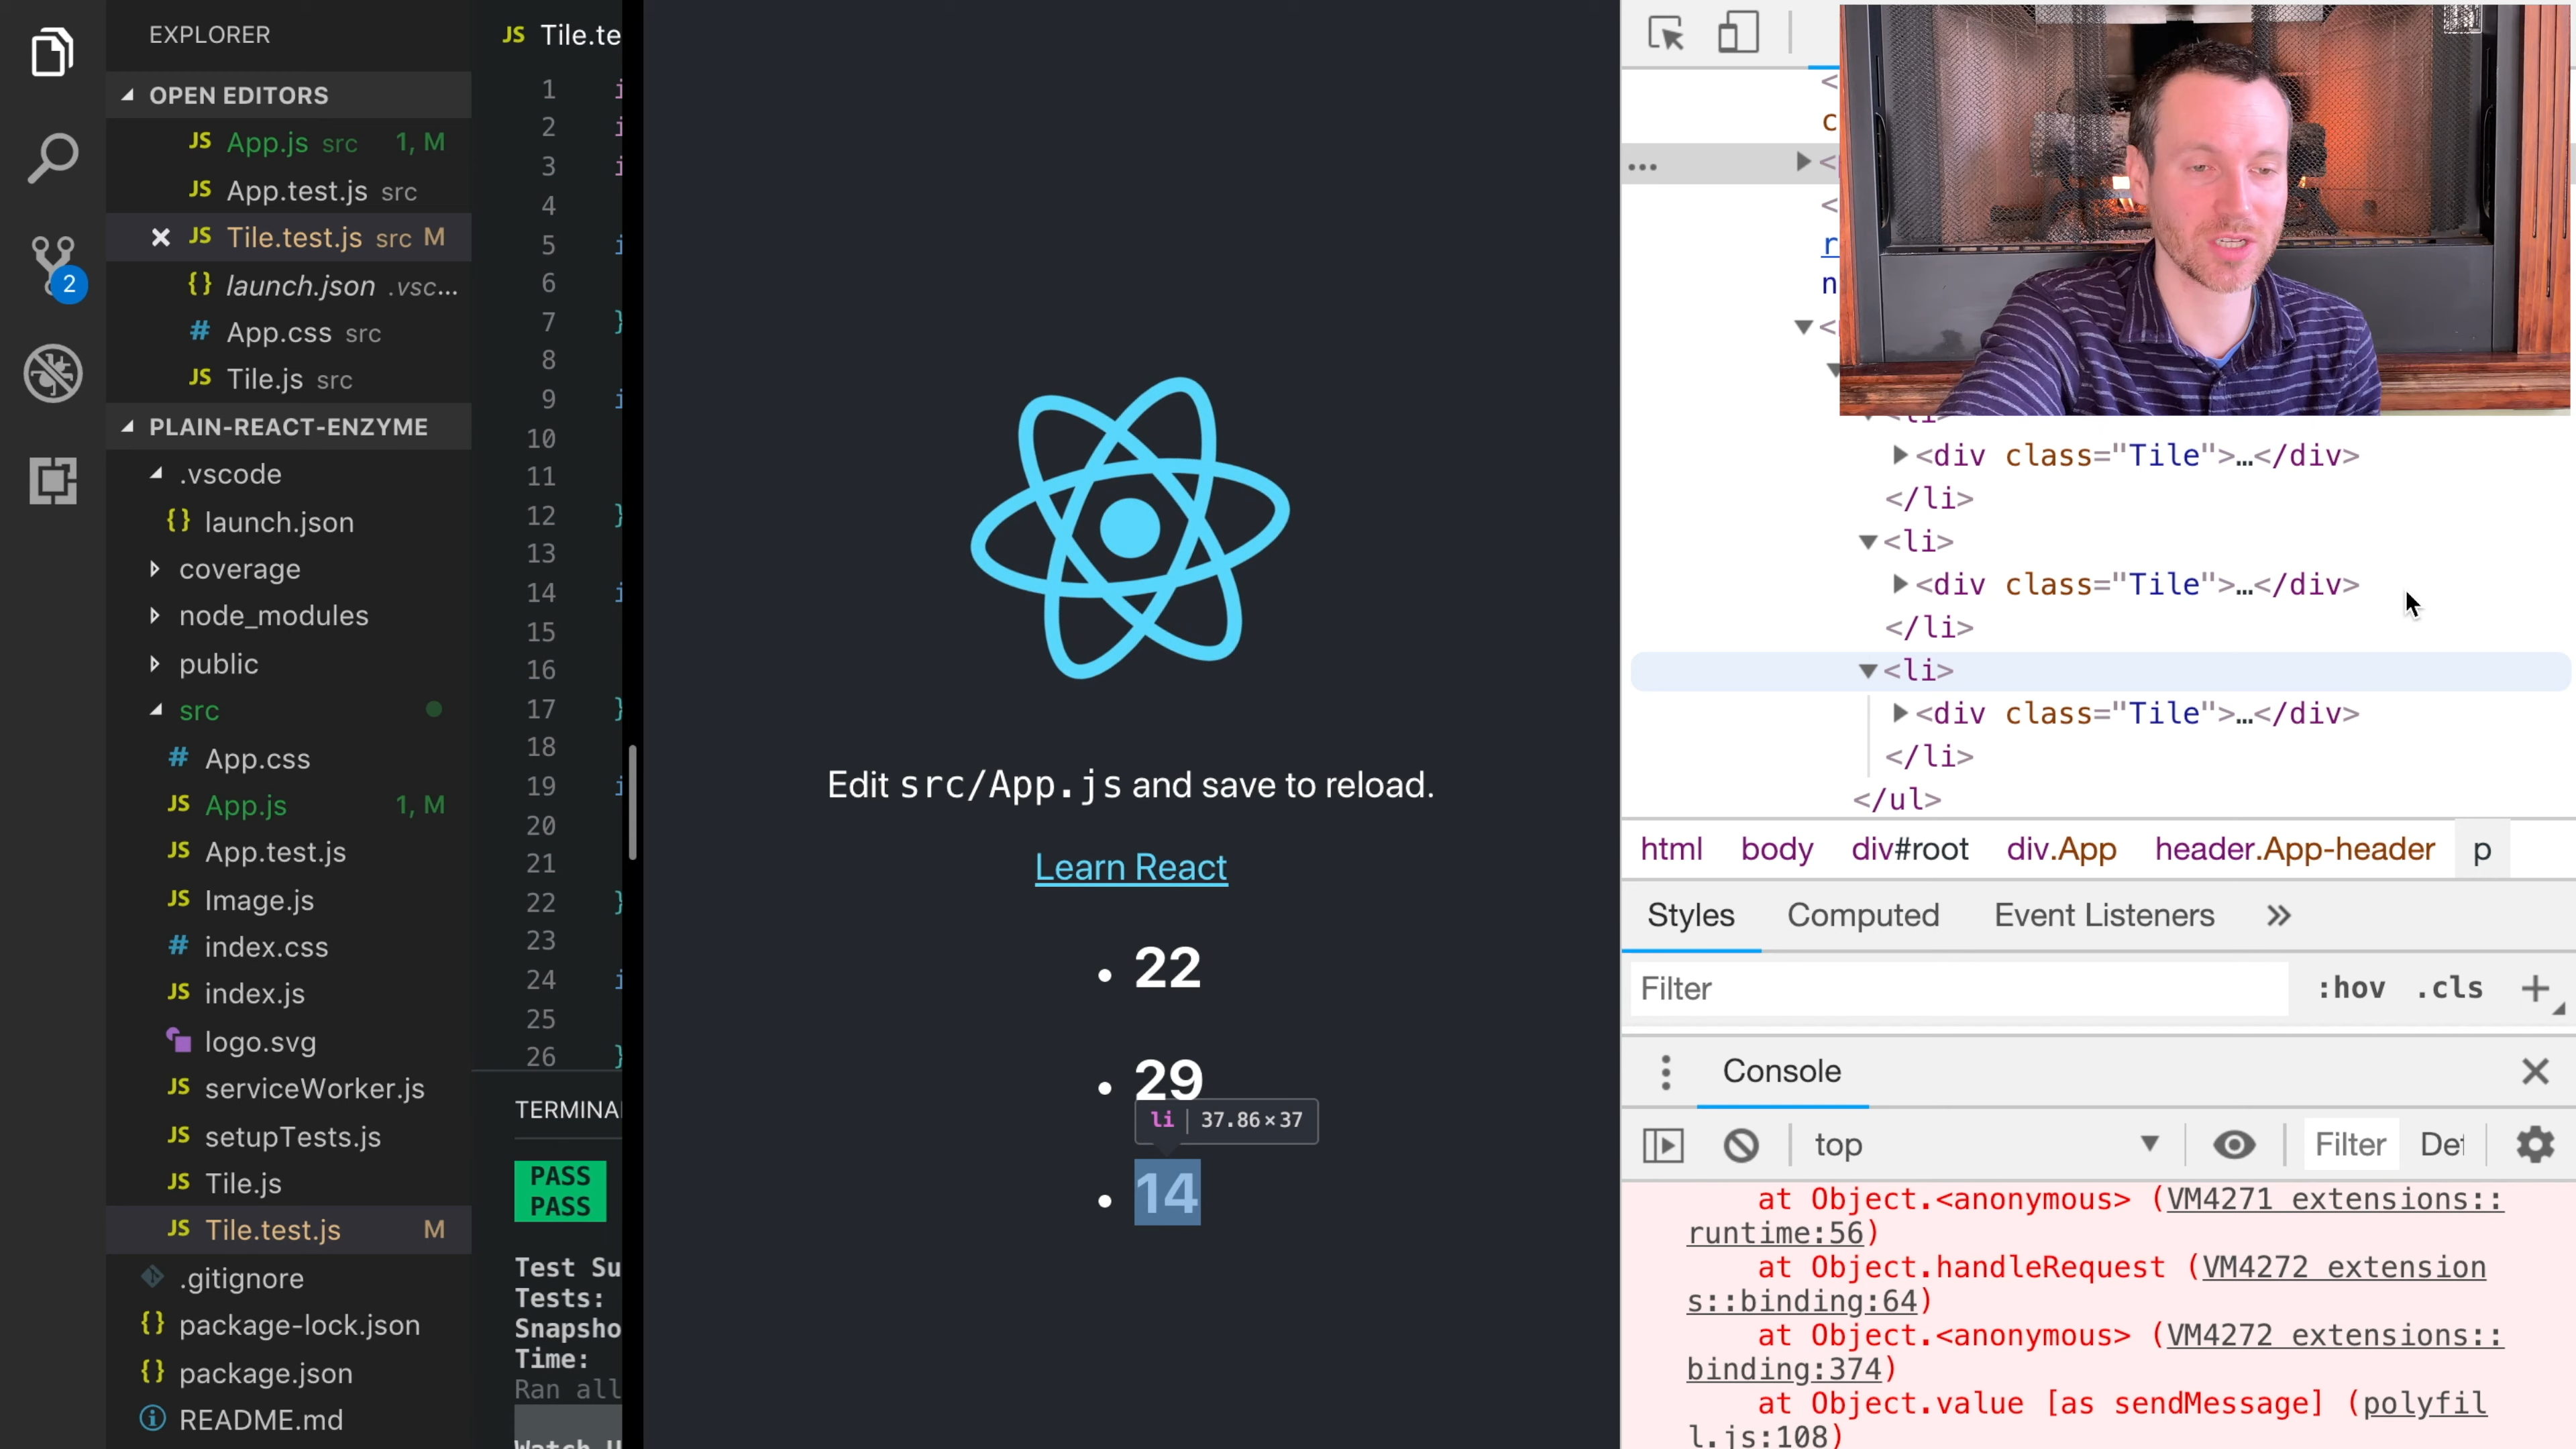 EXPLORER
OPEN EDITORS
JS App.js src 1, M
JS App.test.js src
JS Tile.test.js src M
{} launch.json .vsc...
# App.css src
JS Tile.js src
PLAIN-REACT-ENZYME
.vscode
{} launch.json
coverage
node_modules
public
src
# App.css
JS App.js 1, M
JS App.test.js
JS Image.js
# index.css
JS index.js
logo.svg
JS serviceWorker.js
JS setupTests.js
JS Tile.js
JS Tile.test.js M
.gitignore
{} package-lock.json
{} package.json
README.md
2
JS Tile.te
1 i
2 i
3 i
4
5 i
6
7 }
8
9 i
10
11
12 }
13
14 i
15
16
17 }
18
19 i
20
21
22 }
23
24 i
25
26 }
TERMINA
PASS
PASS
Test Su
Tests:
Snapsho
Time:
Ran all
Edit src/App.js and save to reload.
Learn React
• 22
• 29
li 37.86×37
• 14
<
c
<
<
r
n
<
<li>
<div class="Tile">…</div>
</li>
<li>
<div class="Tile">…</div>
</li>
<li>
<div class="Tile">…</div>
</li>
</ul>
html body div#root div.App header.App-header p
Styles Computed Event Listeners »
Filter :hov .cls +
Console
top Filter Def
at Object.<anonymous> (VM4271 extensions::
runtime:56)
at Object.handleRequest (VM4272 extension
s::binding:64)
at Object.<anonymous> (VM4272 extensions::
binding:374)
at Object.value [as sendMessage] (polyfil
l.js:108)